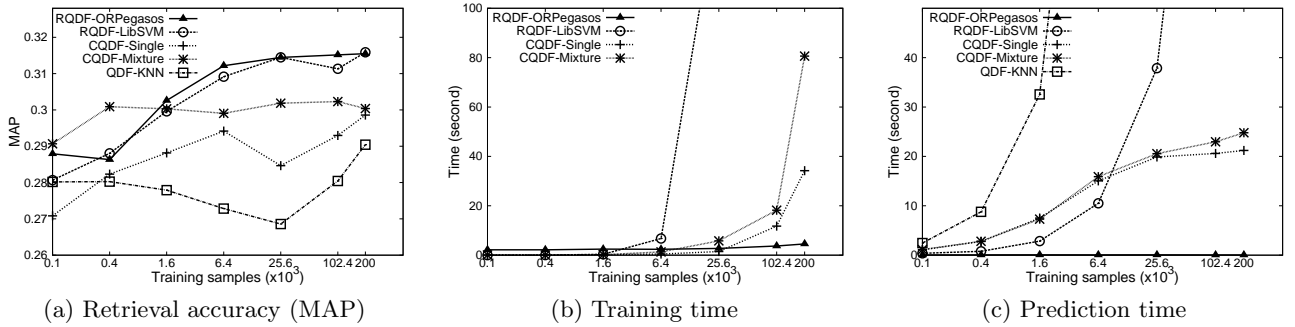 RQDF-ORPegasos
RQDF-LibSVM
CQDF-Single
CQDF-Mixture
QDF-KNN
MAP
0.32
0.31
0.3
0.29
0.28
0.27
0.26
0.1 0.4 1.6 6.4 25.6 102.4 200
Training samples (x10³)
(a) Retrieval accuracy (MAP)
RQDF-ORPegasos
RQDF-LibSVM
CQDF-Single
CQDF-Mixture
Time (second)
100
80
60
40
20
0
0.1 0.4 1.6 6.4 25.6 102.4 200
Training samples (x10³)
(b) Training time
RQDF-ORPegasos
RQDF-LibSVM
CQDF-Single
CQDF-Mixture
QDF-KNN
Time (second)
50
40
30
20
10
0
0.1 0.4 1.6 6.4 25.6 102.4 200
Training samples (x10³)
(c) Prediction time